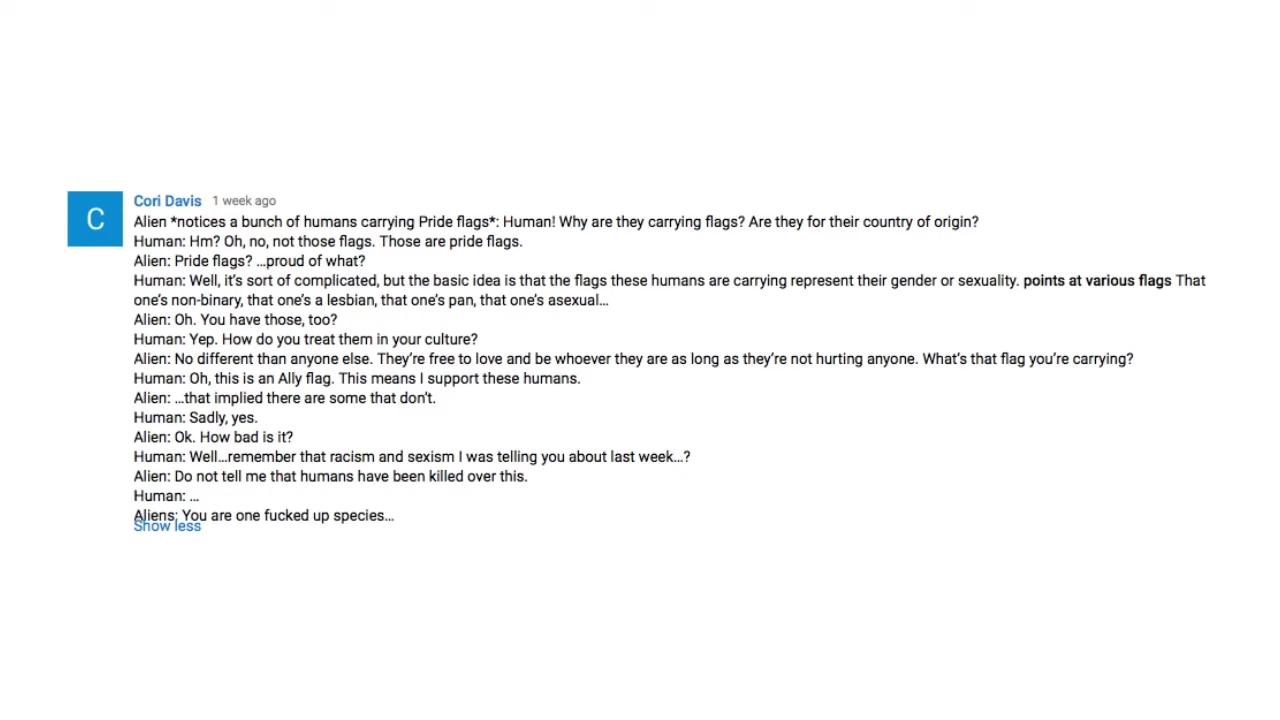 C
Cori Davis 1 week ago
Alien *notices a bunch of humans carrying Pride flags*: Human! Why are they carrying flags? Are they for their country of origin?
Human: Hm? Oh, no, not those flags. Those are pride flags.
Alien: Pride flags? …proud of what?
Human: Well, it's sort of complicated, but the basic idea is that the flags these humans are carrying represent their gender or sexuality. points at various flags That
one's non-binary, that one's a lesbian, that one's pan, that one's asexual…
Alien: Oh. You have those, too?
Human: Yep. How do you treat them in your culture?
Alien: No different than anyone else. They're free to love and be whoever they are as long as they're not hurting anyone. What's that flag you're carrying?
Human: Oh, this is an Ally flag. This means I support these humans.
Alien: …that implied there are some that don't.
Human: Sadly, yes.
Alien: Ok. How bad is it?
Human: Well…remember that racism and sexism I was telling you about last week…?
Alien: Do not tell me that humans have been killed over this.
Human: …
Aliens: You are one fucked up species…
Show less